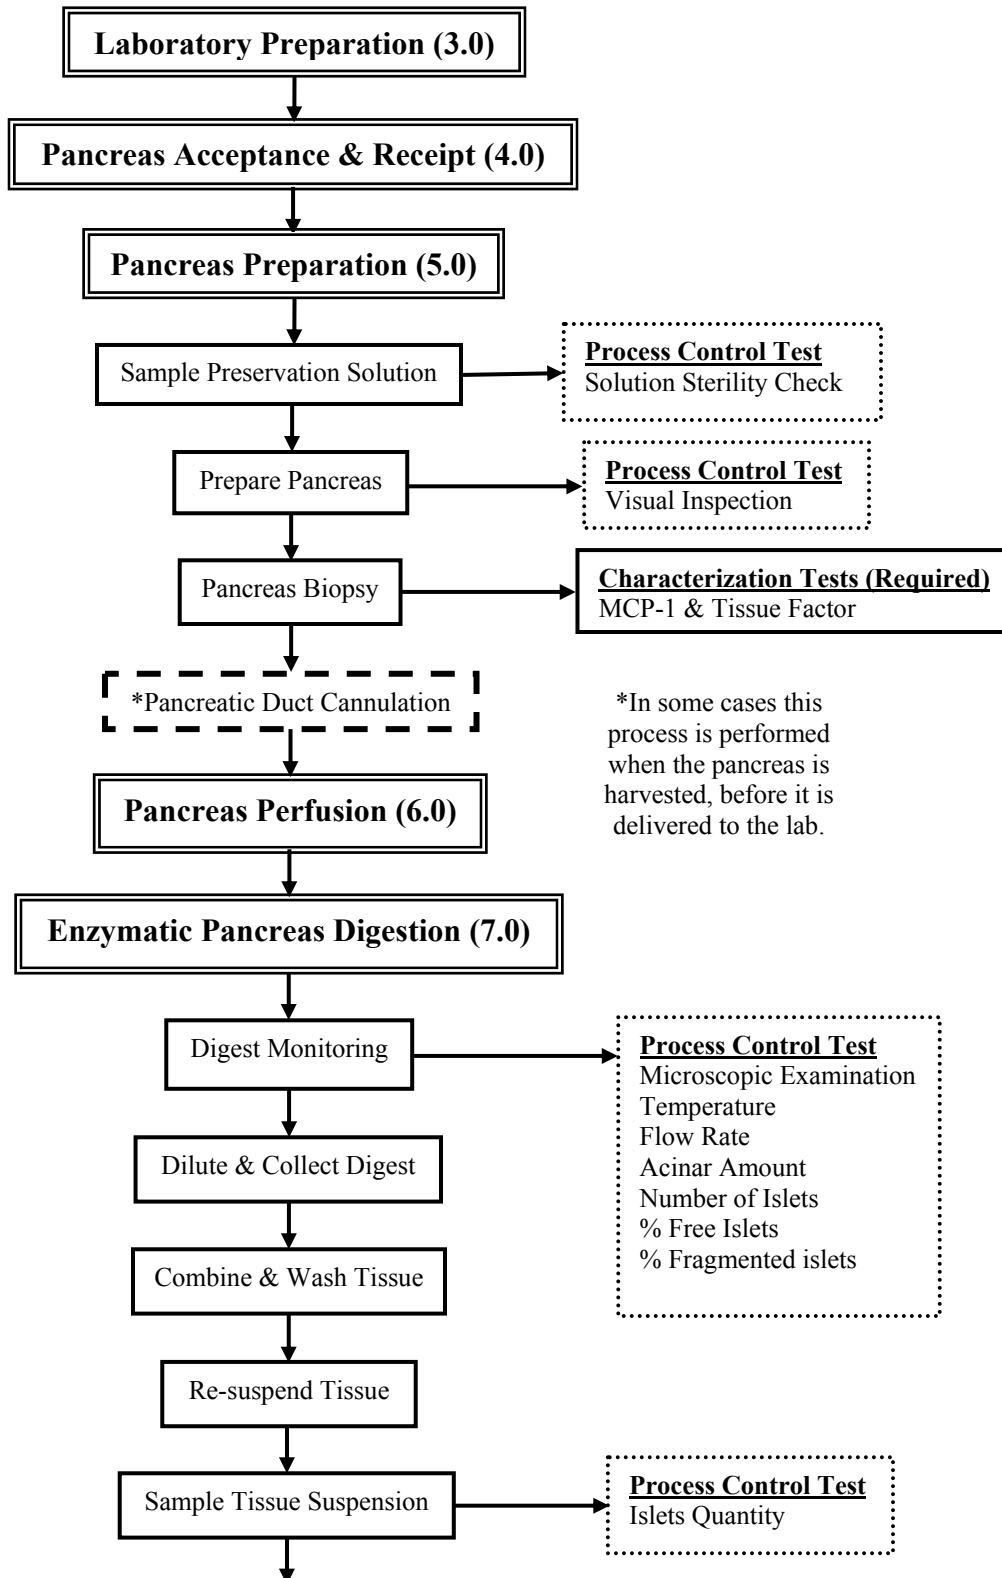 Laboratory Preparation (3.0)
Pancreas Acceptance & Receipt (4.0)
Pancreas Preparation (5.0)
Sample Preservation Solution
Process Control Test
Solution Sterility Check
Prepare Pancreas
Process Control Test
Visual Inspection
Pancreas Biopsy
Characterization Tests (Required)
MCP-1 & Tissue Factor
*Pancreatic Duct Cannulation
*In some cases this
process is performed
when the pancreas is
harvested, before it is
delivered to the lab.
Pancreas Perfusion (6.0)
Enzymatic Pancreas Digestion (7.0)
Digest Monitoring
Process Control Test
Microscopic Examination
Temperature
Flow Rate
Acinar Amount
Number of Islets
% Free Islets
% Fragmented islets
Dilute & Collect Digest
Combine & Wash Tissue
Re-suspend Tissue
Sample Tissue Suspension
Process Control Test
Islets Quantity